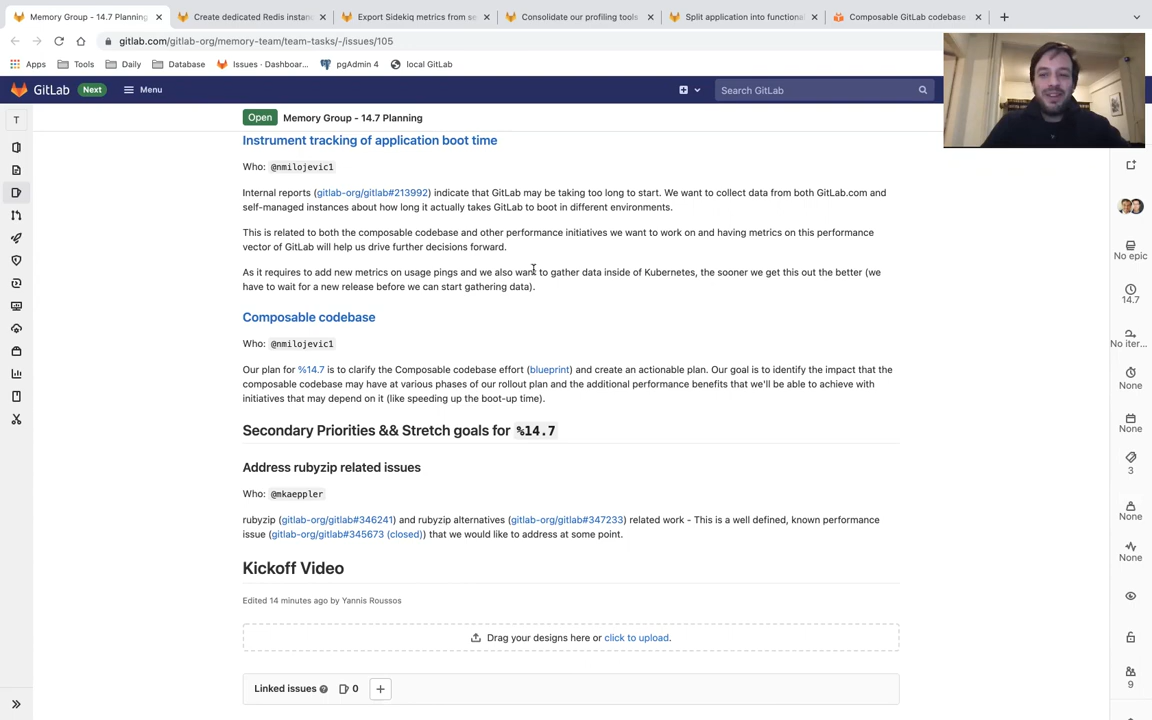 Memory Group - 14.7 Planning
Create dedicated Redis instan
Export Sidekiq metrics from se
Consolidate our profiling tools
Split application into functional
Composable GitLab codebase
gitlab.com/gitlab-org/memory-team/team-tasks/-/issues/105
Apps Tools Daily Database Issues · Dashboar... pgAdmin 4 local GitLab
GitLab Next Menu Search GitLab
T
Open Memory Group - 14.7 Planning
Instrument tracking of application boot time
Who: @nmilojevic1
Internal reports (gitlab-org/gitlab#213992) indicate that GitLab may be taking too long to start. We want to collect data from both GitLab.com and
self-managed instances about how long it actually takes GitLab to boot in different environments.
This is related to both the composable codebase and other performance initiatives we want to work on and having metrics on this performance
vector of GitLab will help us drive further decisions forward.
As it requires to add new metrics on usage pings and we also want to gather data inside of Kubernetes, the sooner we get this out the better (we
have to wait for a new release before we can start gathering data).
Composable codebase
Who: @nmilojevic1
Our plan for %14.7 is to clarify the Composable codebase effort (blueprint) and create an actionable plan. Our goal is to identify the impact that the
composable codebase may have at various phases of our rollout plan and the additional performance benefits that we'll be able to achieve with
initiatives that may depend on it (like speeding up the boot-up time).
Secondary Priorities && Stretch goals for %14.7
Address rubyzip related issues
Who: @mkaeppler
rubyzip (gitlab-org/gitlab#346241) and rubyzip alternatives (gitlab-org/gitlab#347233) related work - This is a well defined, known performance
issue (gitlab-org/gitlab#345673 (closed)) that we would like to address at some point.
Kickoff Video
Edited 14 minutes ago by Yannis Roussos
Drag your designs here or click to upload.
Linked issues 0
No epic
14.7
No iter...
None
None
3
None
None
9